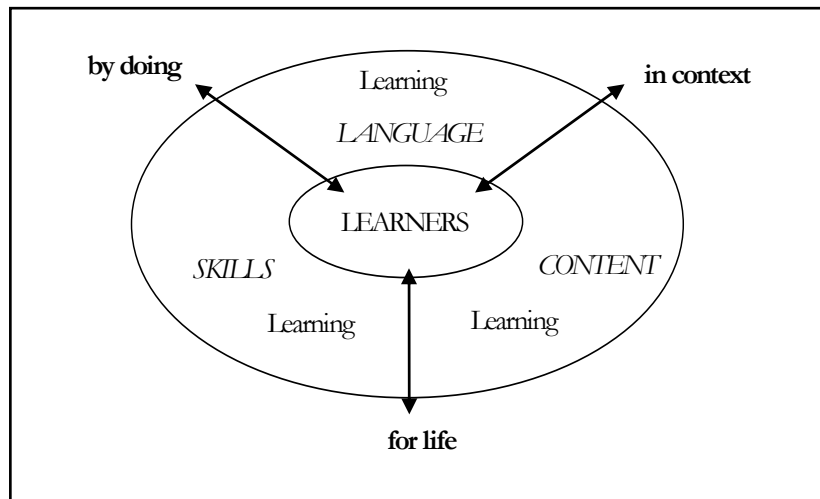 by doing
in context
Learning
LANGUAGE
LEARNERS
SKILLS
CONTENT
Learning
Learning
for life